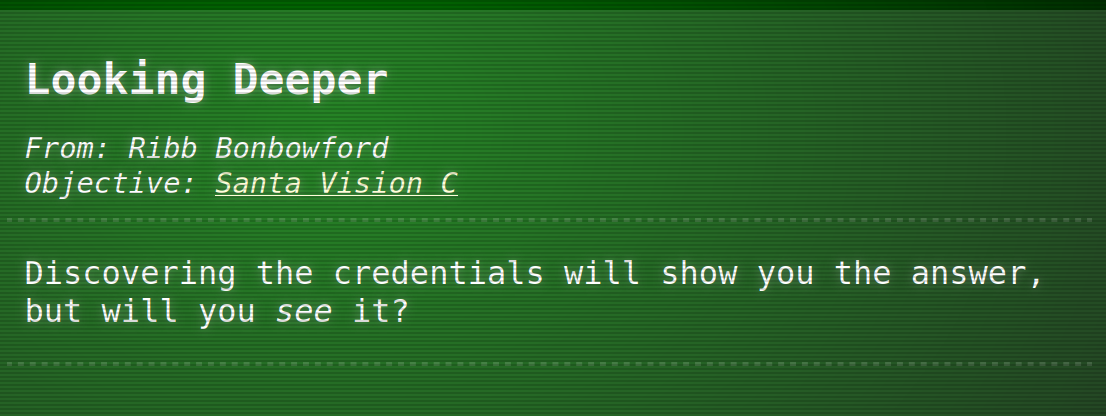 Looking Deeper
From: Ribb Bonbowford
Objective: Santa Vision C
Discovering the credentials will show you the answer,
but will you see it?